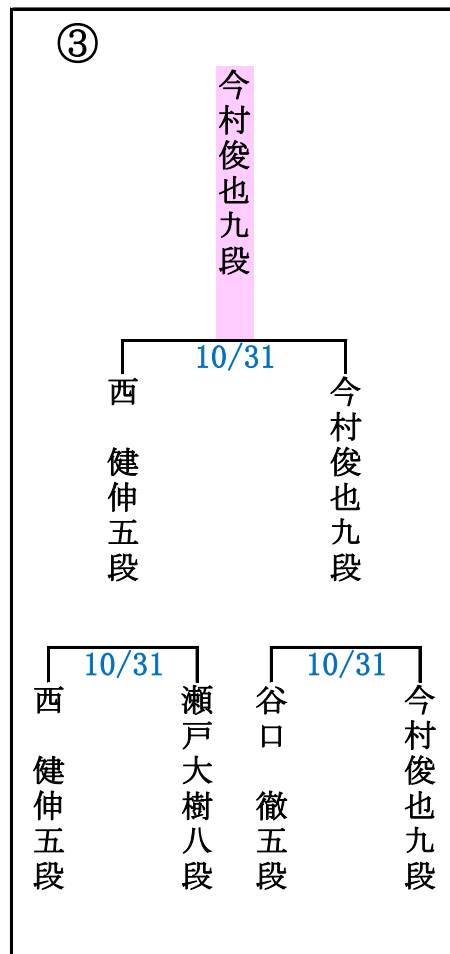 ③
今村俊也九段
10/31
西　健伸五段
今村俊也九段
10/31
10/31
西　健伸五段
瀬戸大樹八段
谷口　徹五段
今村俊也九段